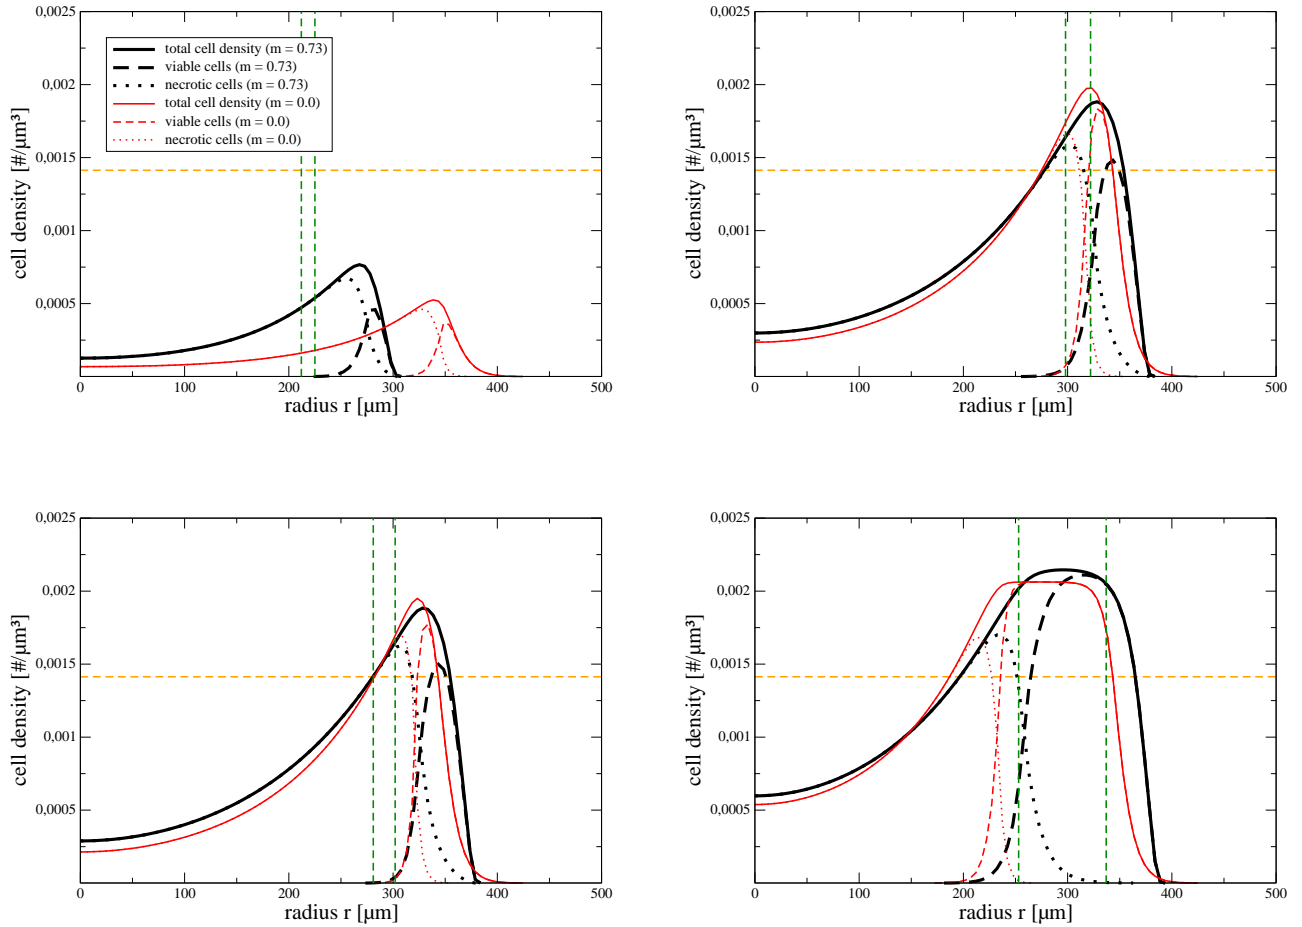 0,0025
0,002
0,0015
0,001
0,0005
cell density [#/µm³]
total cell density (m = 0.73)
viable cells (m = 0.73)
necrotic cells (m = 0.73)
total cell density (m = 0.0)
viable cells (m = 0.0)
necrotic cells (m = 0.0)
0 100 200 300 400 500
radius r [µm]
0,0025
0,002
0,0015
0,001
0,0005
cell density [#/µm³]
0 100 200 300 400 500
radius r [µm]
0,0025
0,002
0,0015
0,001
0,0005
cell density [#/µm³]
0 100 200 300 400 500
radius r [µm]
0,0025
0,002
0,0015
0,001
0,0005
cell density [#/µm³]
0 100 200 300 400 500
radius r [µm]